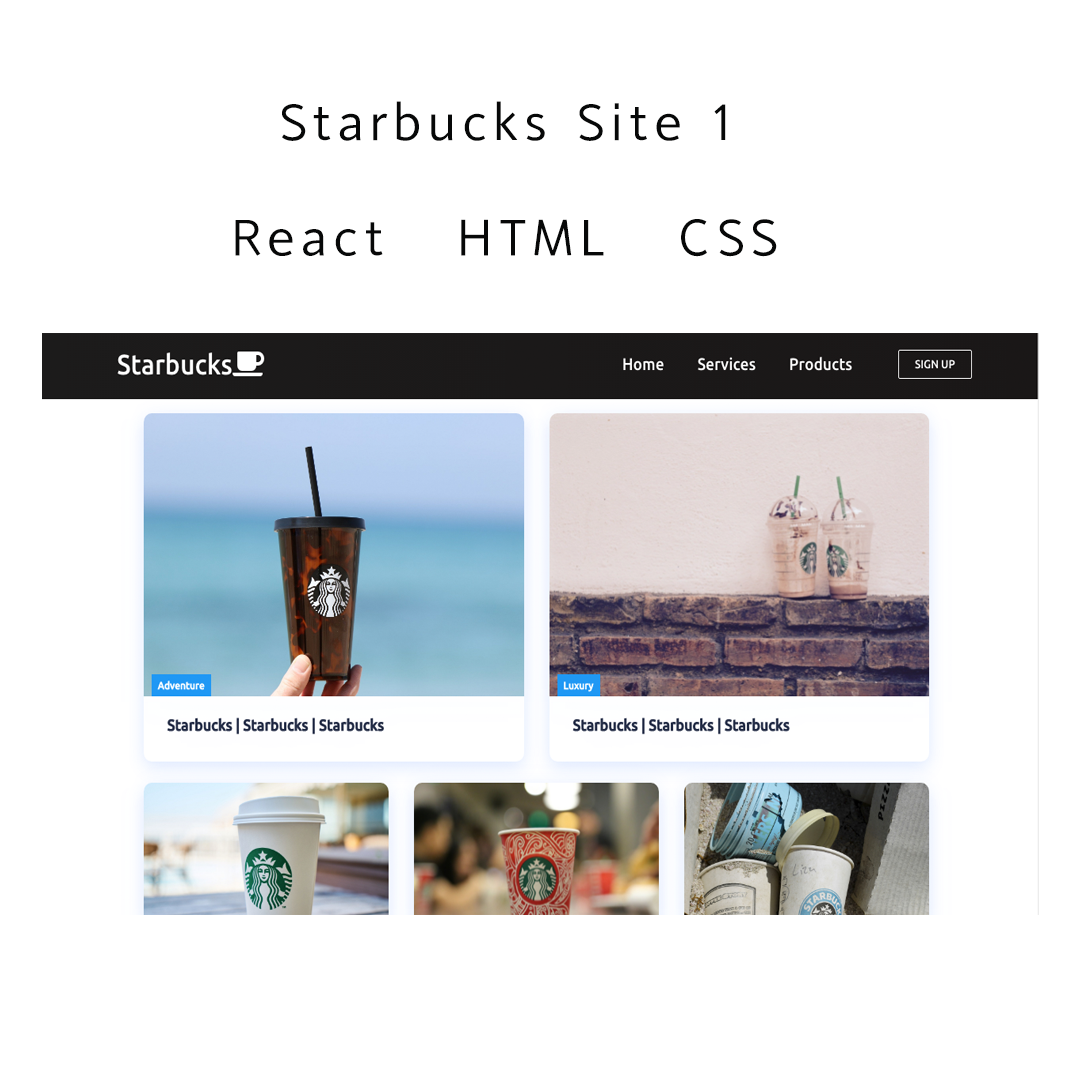 Starbucks Site 1
React HTML CSS
Starbucks Home Services Products SIGN UP
Adventure Luxury
Starbucks | Starbucks | Starbucks Starbucks | Starbucks | Starbucks